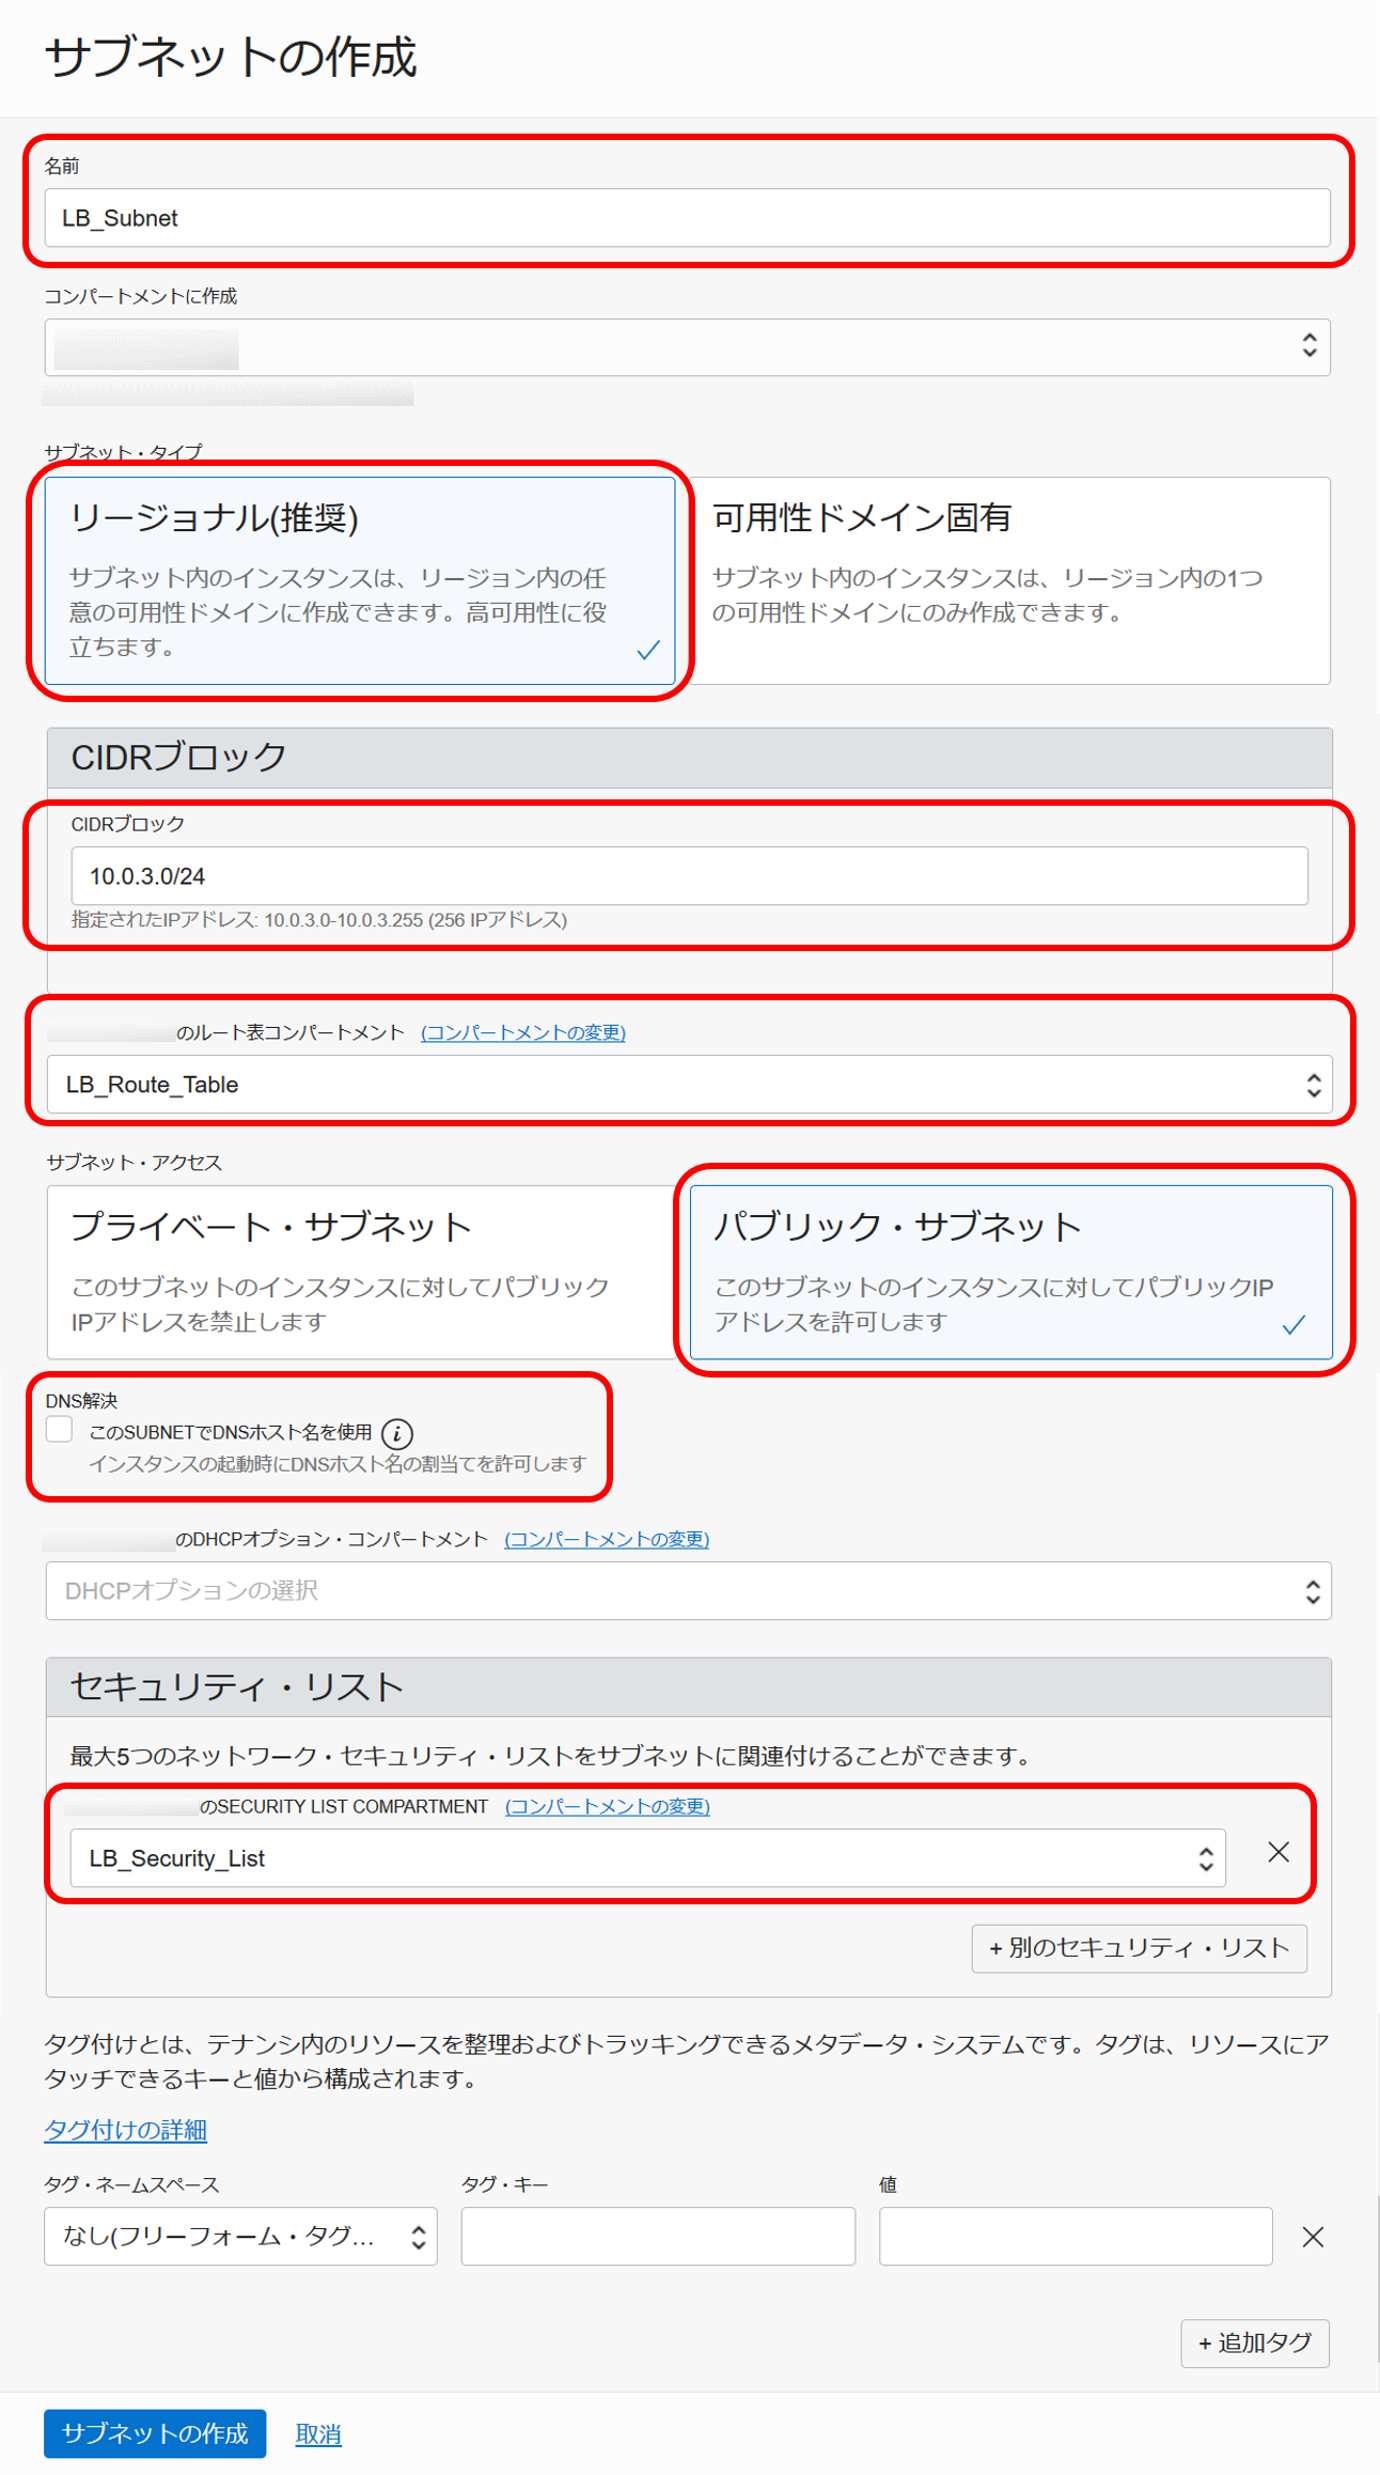 サブネットの作成
名前
LB_Subnet
コンパートメントに作成
サブネット・タイプ
リージョナル(推奨)
サブネット内のインスタンスは、リージョン内の任
意の可用性ドメインに作成できます。高可用性に役
立ちます。
可用性ドメイン固有
サブネット内のインスタンスは、リージョン内の1つ
の可用性ドメインにのみ作成できます。
CIDRブロック
CIDRブロック
10.0.3.0/24
指定されたIPアドレス: 10.0.3.0-10.0.3.255 (256 IPアドレス)
のルート表コンパートメント (コンパートメントの変更)
LB_Route_Table
サブネット・アクセス
プライベート・サブネット
このサブネットのインスタンスに対してパブリック
IPアドレスを禁止します
パブリック・サブネット
このサブネットのインスタンスに対してパブリックIP
アドレスを許可します
DNS解決
このSUBNETでDNSホスト名を使用 i
インスタンスの起動時にDNSホスト名の割当てを許可します
のDHCPオプション・コンパートメント (コンパートメントの変更)
DHCPオプションの選択
セキュリティ・リスト
最大5つのネットワーク・セキュリティ・リストをサブネットに関連付けることができます。
のSECURITY LIST COMPARTMENT (コンパートメントの変更)
LB_Security_List
+ 別のセキュリティ・リスト
タグ付けとは、テナンシ内のリソースを整理およびトラッキングできるメタデータ・システムです。タグは、リソースにア
タッチできるキーと値から構成されます。
タグ付けの詳細
タグ・ネームスペース タグ・キー 値
なし(フリーフォーム・タグ...
+ 追加タグ
サブネットの作成 取消